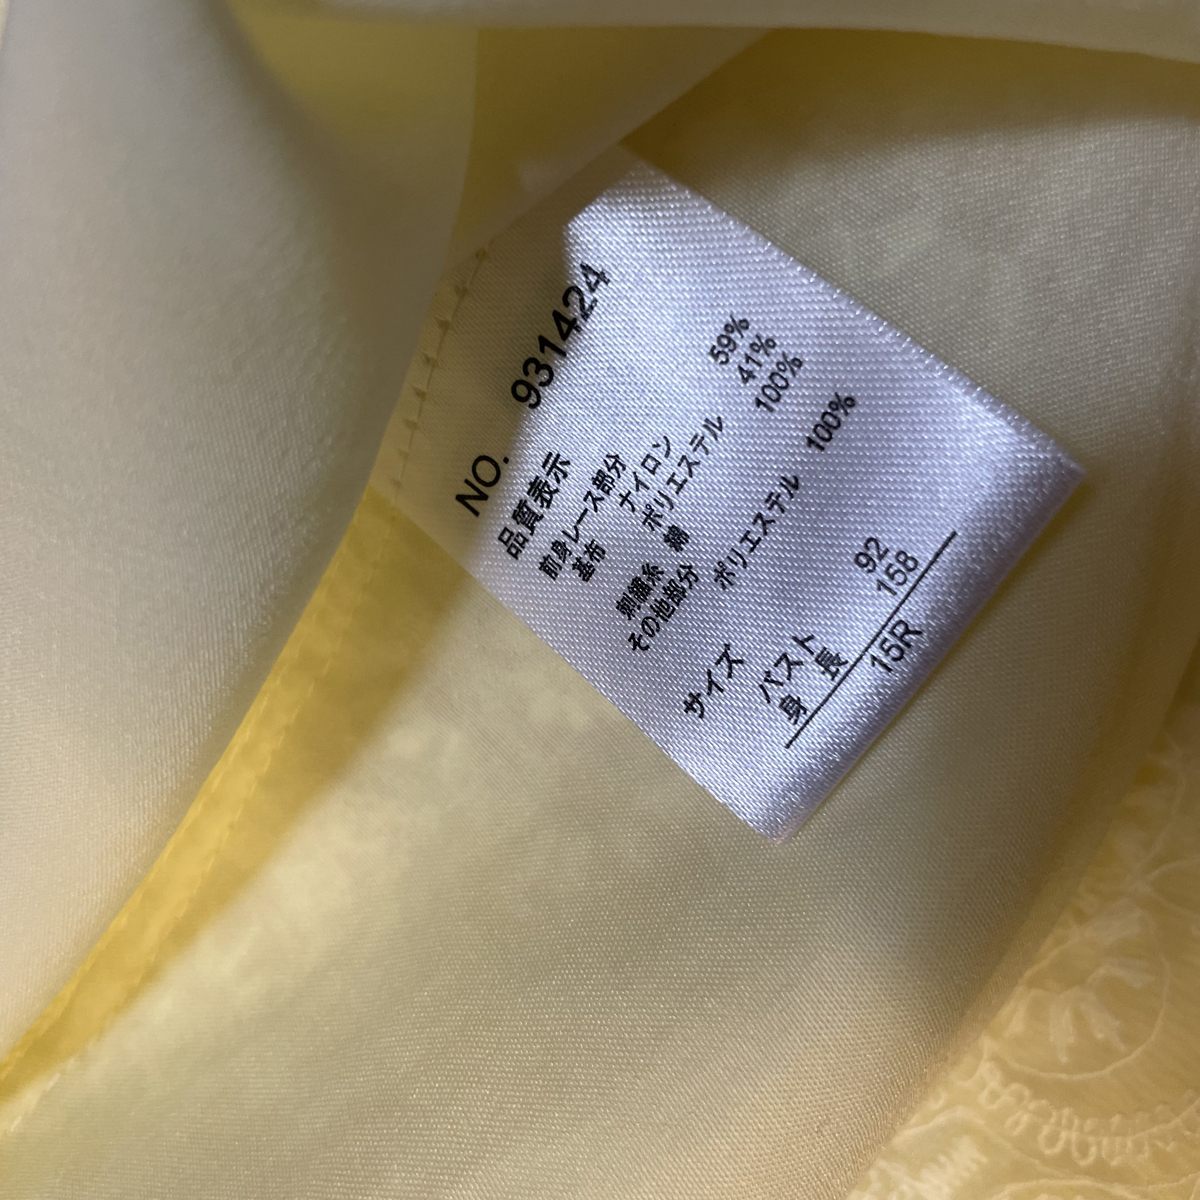 NO. 931424
品質表示
前身レース部分
基布 ナイロン 59%
ポリエステル 41%
刺繍糸 綿 100%
その他部分
ポリエステル 100%
サイズ
バスト 92
身長 158
15R